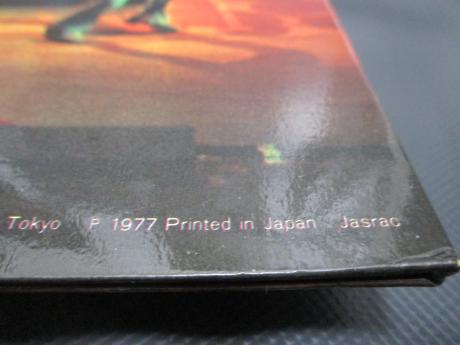 Tokyo P 1977 Printed in Japan Jasrac